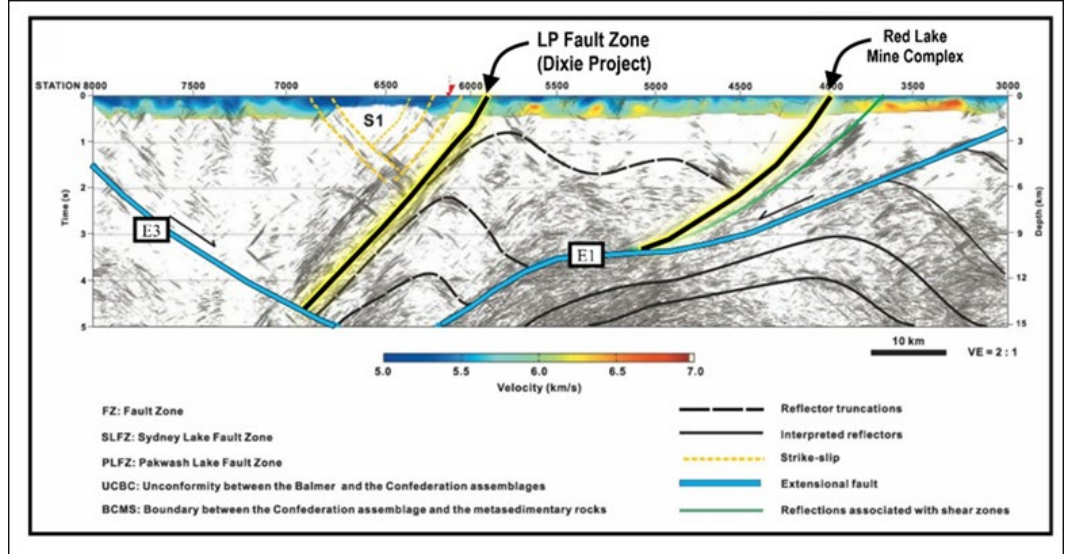 LP Fault Zone
(Dixie Project)
Red Lake
Mine Complex
STATION 8000 7500 7000 6500 6000 5500 5000 4500 4000 3500 3000
0 0
S1
1 3
2 6
E3
3 9
E1
4 12
5 15
Time (s)
Depth (km)
10 km VE = 2 : 1
5.0 5.5 6.0 6.5 7.0
Velocity (km/s)
FZ: Fault Zone
SLFZ: Sydney Lake Fault Zone
PLFZ: Pakwash Lake Fault Zone
UCBC: Unconformity between the Balmer and the Confederation assemblages
BCMS: Boundary between the Confederation assemblage and the metasedimentary rocks
Reflector truncations
Interpreted reflectors
Strike-slip
Extensional fault
Reflections associated with shear zones